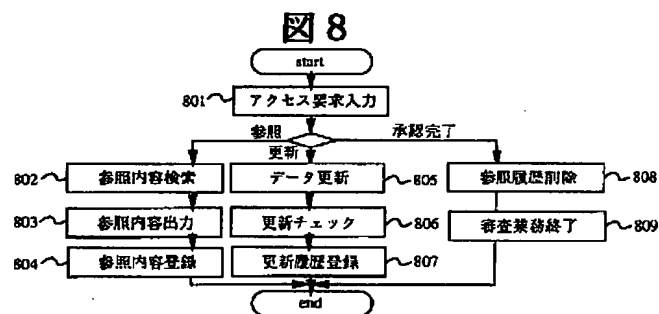 図8
start
801 アクセス要求入力
参照 更新 承認完了
802 参照内容検索 データ更新 805 参照履歴削除 808
803 参照内容出力 更新チェック 806 審査業務終了 809
804 参照内容登録 更新履歴登録 807
end